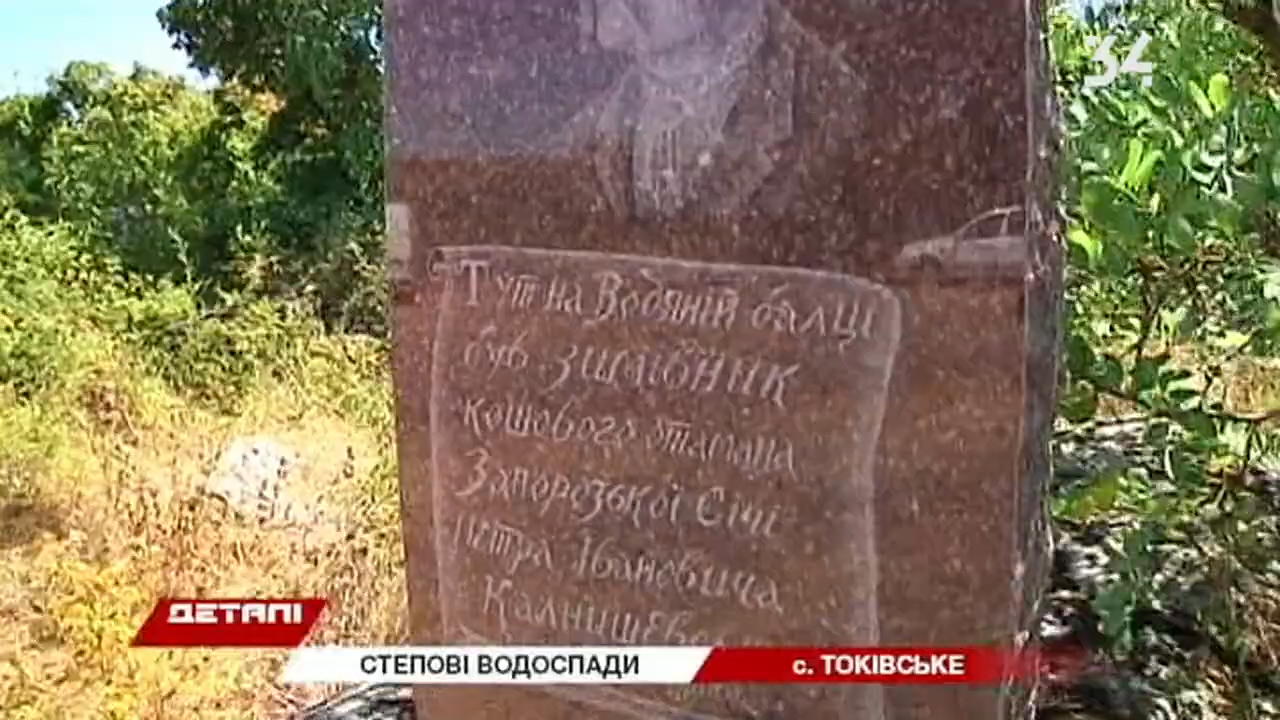 34
Тут на Водяній балці
був зимівник
кошового отамана
Запорозької Січі
Петра Івановича
ДЕТАЛІ
СТЕПОВІ ВОДОСПАДИ
с. ТОКІВСЬКЕ